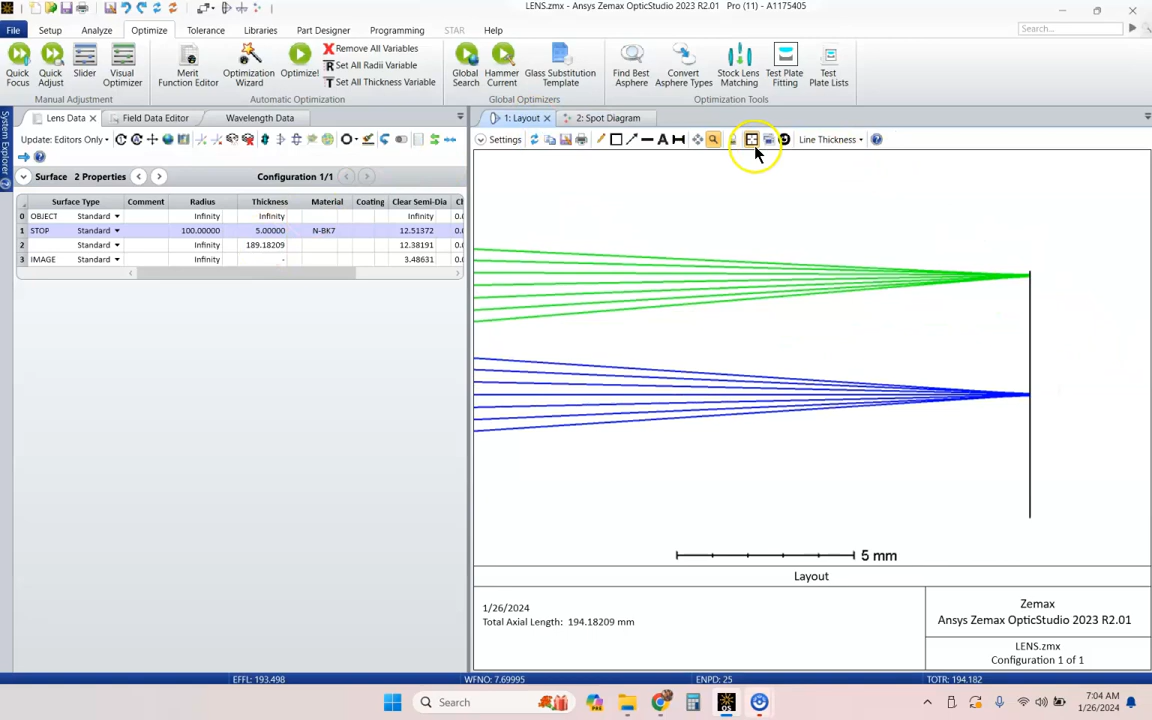 LENS.zmx - Ansys Zemax OpticStudio 2023 R2.01 Pro (11) - A1175405
File Setup Analyze Optimize Tolerance Libraries Part Designer Programming STAR Help
Search...
Quick Focus
Quick Adjust
Slider
Visual Optimizer
Manual Adjustment
Merit Function Editor
Optimization Wizard
Optimize!
Remove All Variables
Set All Radii Variable
Set All Thickness Variable
Automatic Optimization
Global Search
Hammer Current
Glass Substitution Template
Global Optimizers
Find Best Asphere
Convert Asphere Types
Stock Lens Matching
Test Plate Fitting
Test Plate Lists
Optimization Tools
System Explorer
Lens Data
Field Data Editor
Wavelength Data
Update: Editors Only
Surface 2 Properties
Configuration 1/1
Surface Type Comment Radius Thickness Material Coating Clear Semi-Dia Cl
0 OBJECT Standard Infinity Infinity Infinity 0.
1 STOP Standard 100.00000 5.00000 N-BK7 12.51372 0.
2 Standard Infinity 189.18209 12.38191 0.
3 IMAGE Standard Infinity - 3.48631 0.
1: Layout
2: Spot Diagram
Settings
Line Thickness
5 mm
Layout
1/26/2024
Total Axial Length: 194.18209 mm
Zemax
Ansys Zemax OpticStudio 2023 R2.01
LENS.zmx
Configuration 1 of 1
EFFL: 193.498 WFNO: 7.69995 ENPD: 25 TOTR: 194.182
Search
OS
7:04 AM
1/26/2024